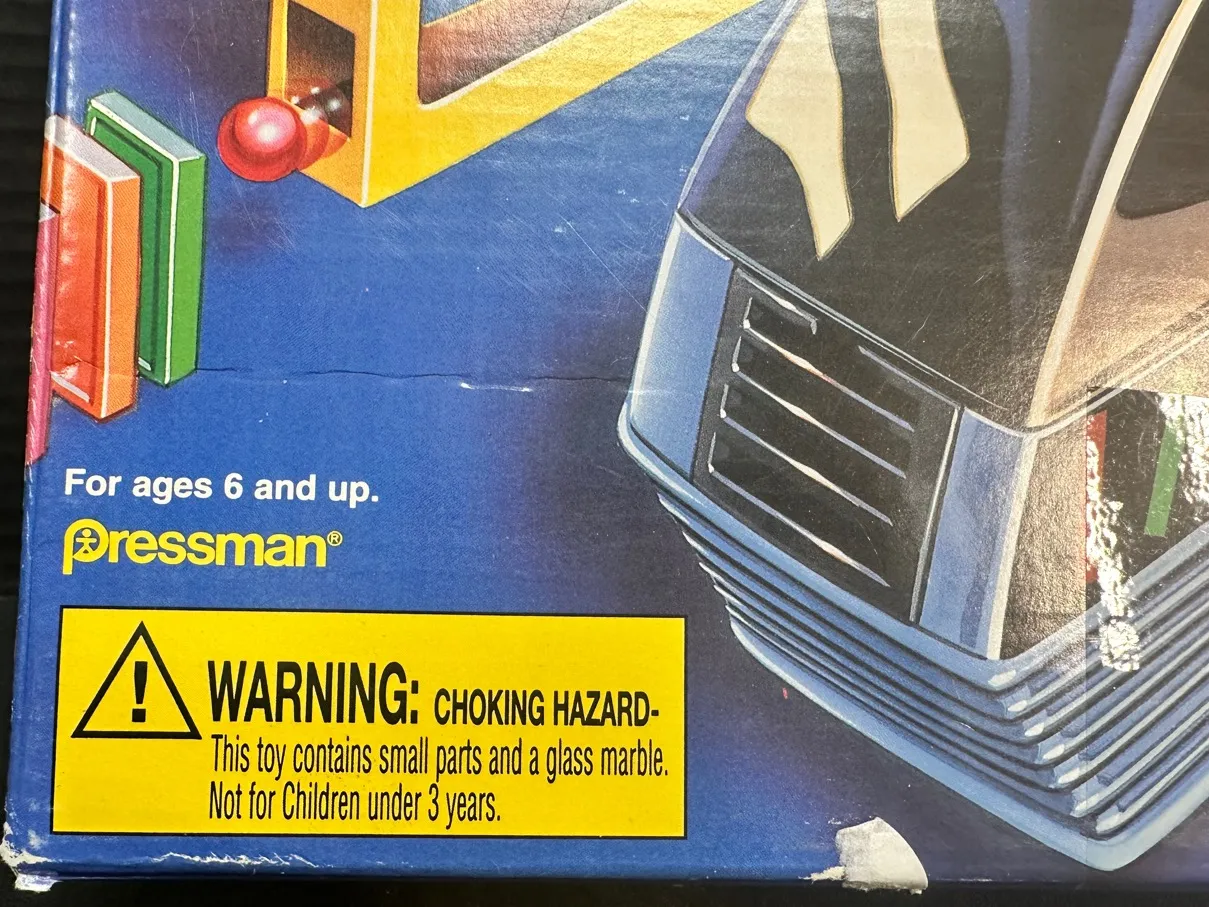 For ages 6 and up.
Pressman®
WARNING: CHOKING HAZARD-
This toy contains small parts and a glass marble.
Not for Children under 3 years.